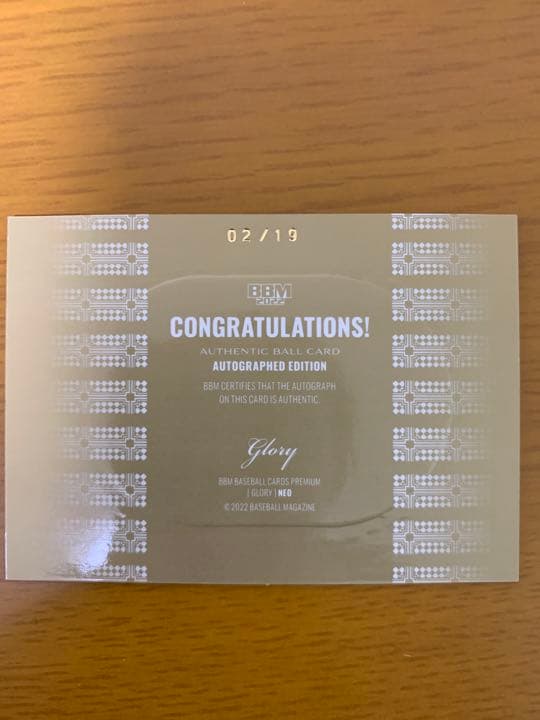 02/19
BBM
2022
CONGRATULATIONS!
AUTHENTIC BALL CARD
AUTOGRAPHED EDITION
BBM CERTIFIES THAT THE AUTOGRAPH
ON THIS CARD IS AUTHENTIC.
Glory
BBM BASEBALL CARDS PREMIUM
| GLORY | NEO
© 2022 BASEBALL MAGAZINE